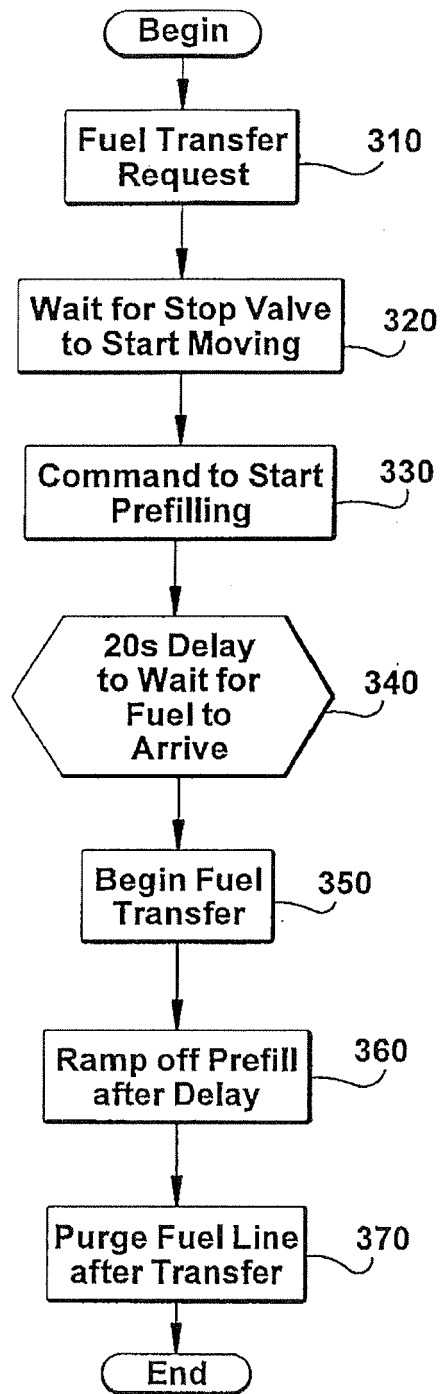 Begin
Fuel Transfer
Request
310
Wait for Stop Valve
to Start Moving
320
Command to Start
Prefilling
330
20s Delay
to Wait for
Fuel to
Arrive
340
Begin Fuel
Transfer
350
Ramp off Prefill
after Delay
360
Purge Fuel Line
after Transfer
370
End